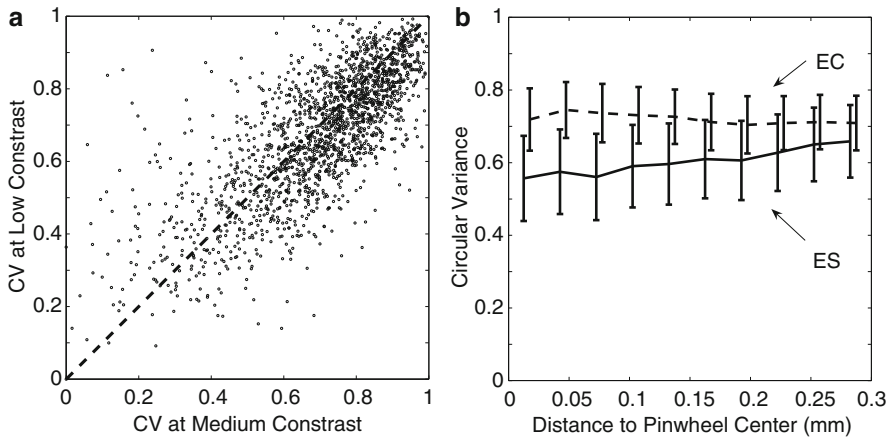 a
CV at Low Constrast
1
0.8
0.6
0.4
0.2
0
0 0.2 0.4 0.6 0.8 1
CV at Medium Constrast
b
Circular Variance
1
0.8
0.6
0.4
0.2
0
EC
ES
0 0.05 0.1 0.15 0.2 0.25 0.3
Distance to Pinwheel Center (mm)